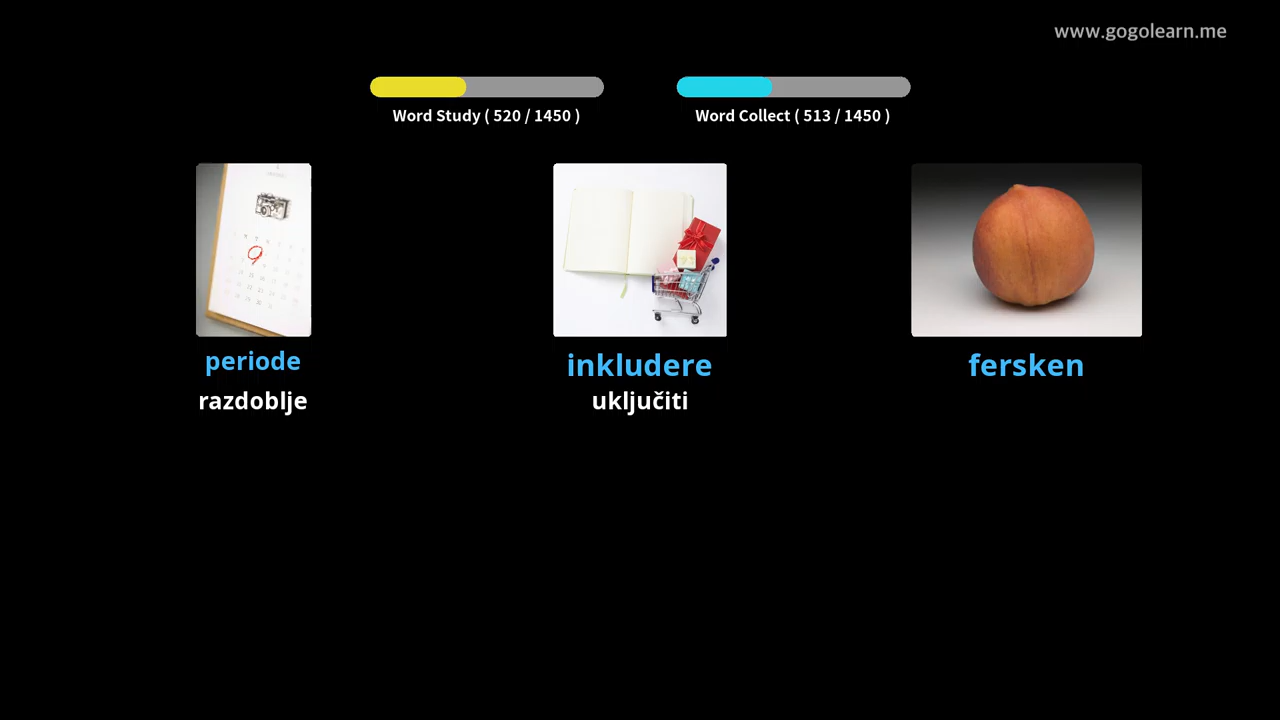 www.gogolearn.me
Word Study ( 520 / 1450 )
Word Collect ( 513 / 1450 )
periode
razdoblje
inkludere
uključiti
fersken